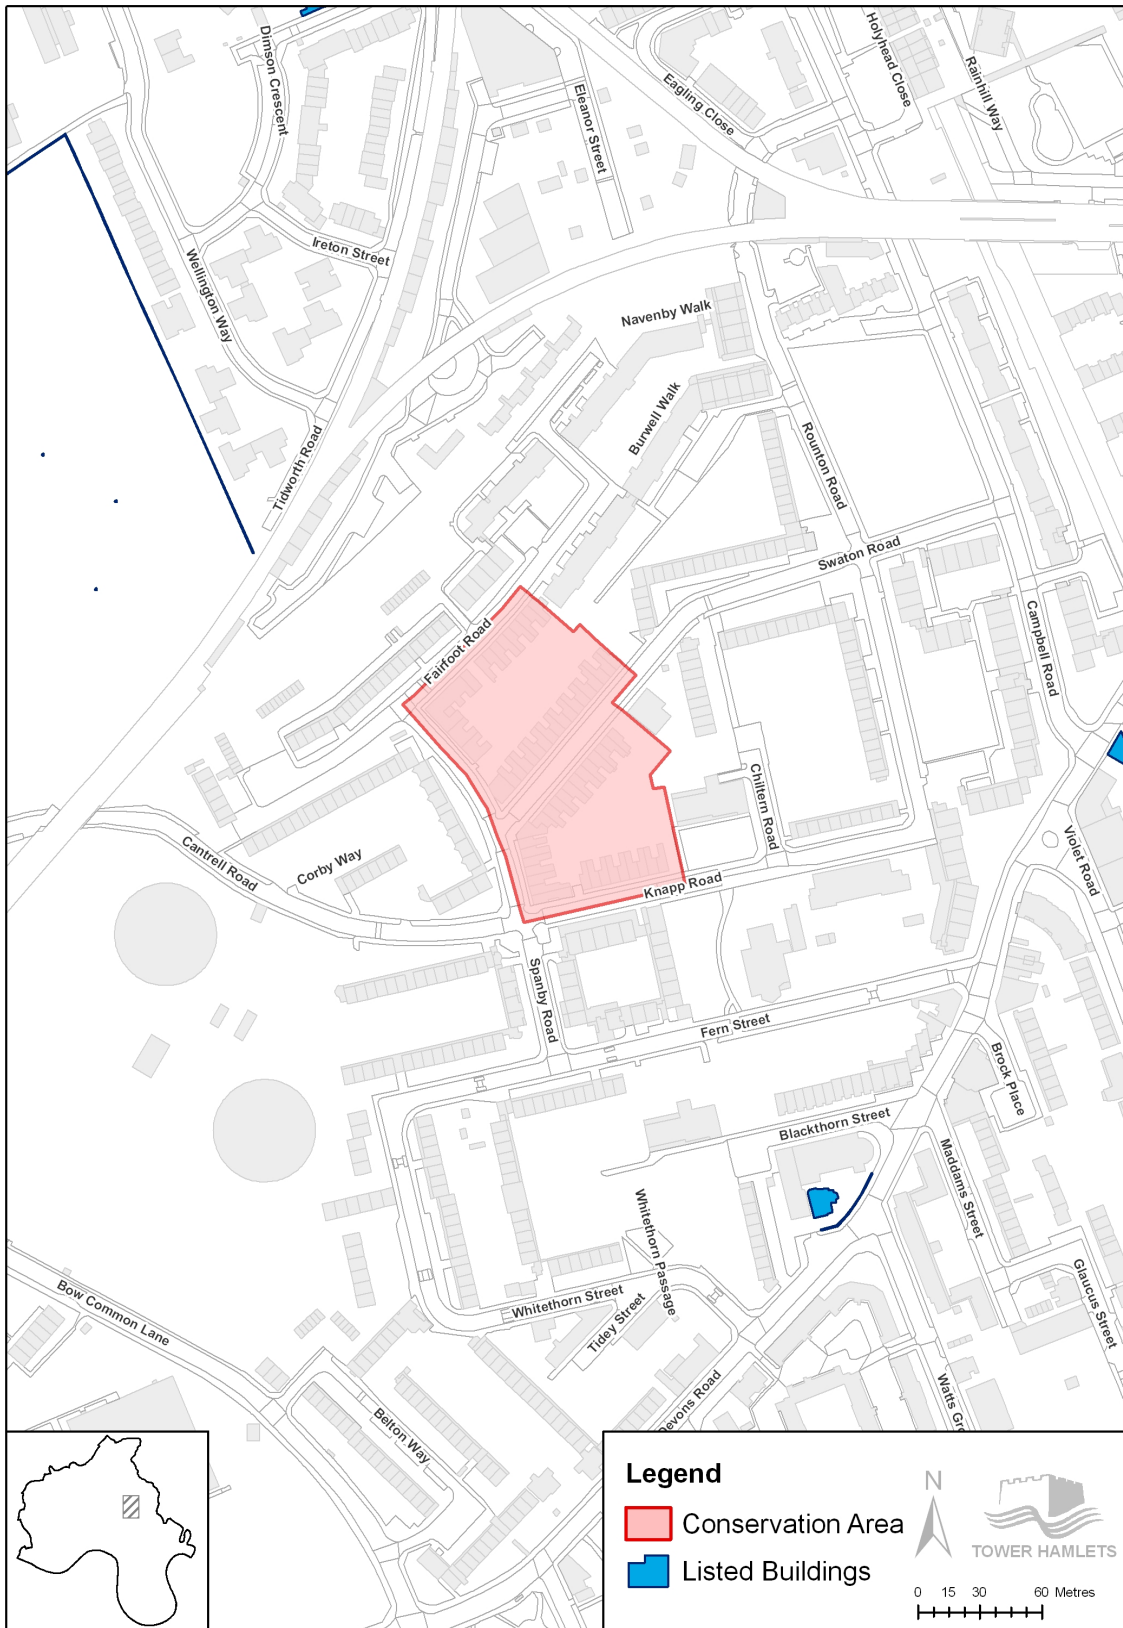 Dimson Crescent
Eleanor Street
Eagling Close
Holyhead Close
Rainhill Way
Ireton Street
Wellington Way
Navenby Walk
Burwell Walk
Tidworth Road
Rounton Road
Swaton Road
Fairfoot Road
Campbell Road
Chiltern Road
Violet Road
Cantrell Road
Corby Way
Knapp Road
Spanby Road
Fern Street
Brock Place
Blackthorn Street
Maddams Street
Whitethorn Passage
Glaucus Street
Bow Common Lane
Whitethorn Street
Tidey Street
Devons Road
Watts Gro
Belton Way
Legend
Conservation Area
Listed Buildings
N
TOWER HAMLETS
0 15 30 60 Metres